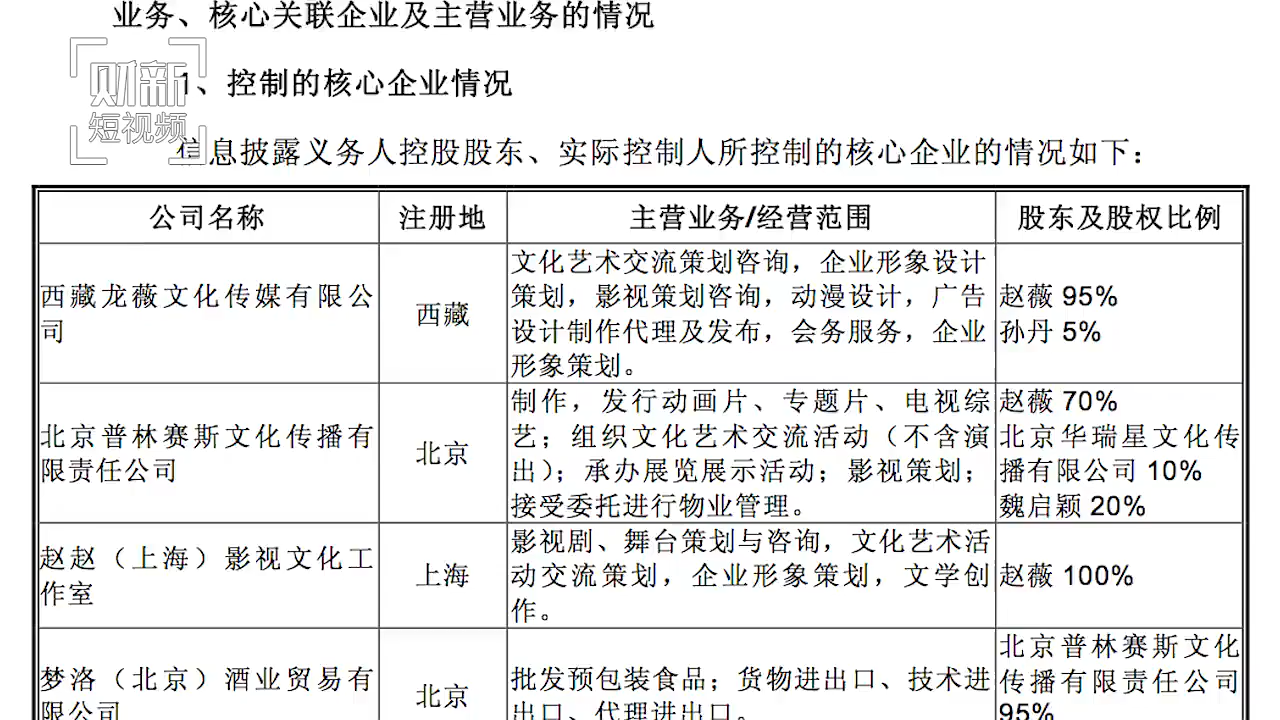 业务、核心关联企业及主营业务的情况
财新
短视频
1、控制的核心企业情况
信息披露义务人控股股东、实际控制人所控制的核心企业的情况如下：
公司名称 注册地 主营业务/经营范围 股东及股权比例
西藏龙薇文化传媒有限公
司
西藏
文化艺术交流策划咨询，企业形象设计
策划，影视策划咨询，动漫设计，广告
设计制作代理及发布，会务服务，企业
形象策划。
赵薇 95%
孙丹 5%
北京普林赛斯文化传播有
限责任公司
北京
制作，发行动画片、专题片、电视综
艺；组织文化艺术交流活动（不含演
出）；承办展览展示活动；影视策划；
接受委托进行物业管理。
赵薇 70%
北京华瑞星文化传
播有限公司 10%
魏启颖 20%
赵赵（上海）影视文化工
作室
上海
影视剧、舞台策划与咨询，文化艺术活
动交流策划，企业形象策划，文学创
作。
赵薇 100%
梦洛（北京）酒业贸易有
限公司
北京
批发预包装食品；货物进出口、技术进
出口、代理进出口。
北京普林赛斯文化
传播有限责任公司
95%